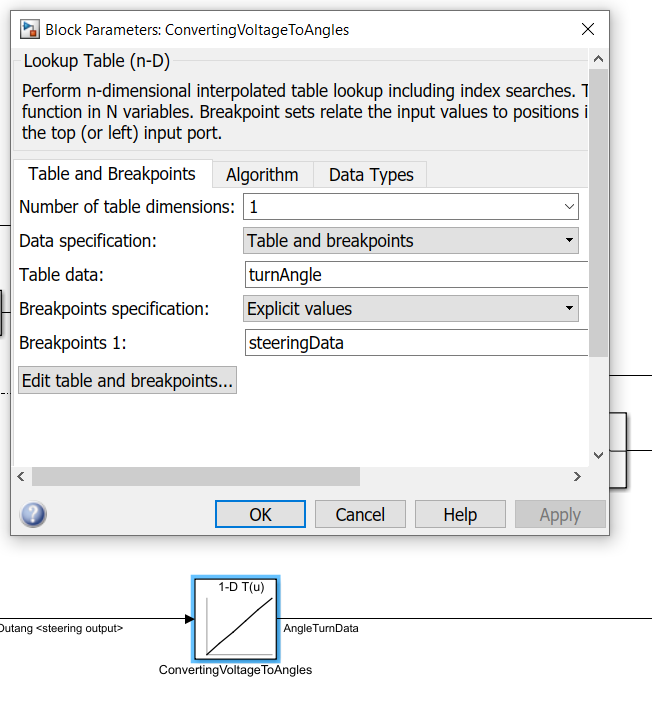 Block Parameters: ConvertingVoltageToAngles
Lookup Table (n-D)
Perform n-dimensional interpolated table lookup including index searches.
function in N variables. Breakpoint sets relate the input values to positions
the top (or left) input port.
Table and Breakpoints
Algorithm
Data Types
Number of table dimensions: 1
Data specification: Table and breakpoints
Table data: turnAngle
Breakpoints specification: Explicit values
Breakpoints 1: steeringData
Edit table and breakpoints...
? OK Cancel Help Apply
1-D T(u)
<steering output>
AngleTurnData
ConvertingVoltageToAngles